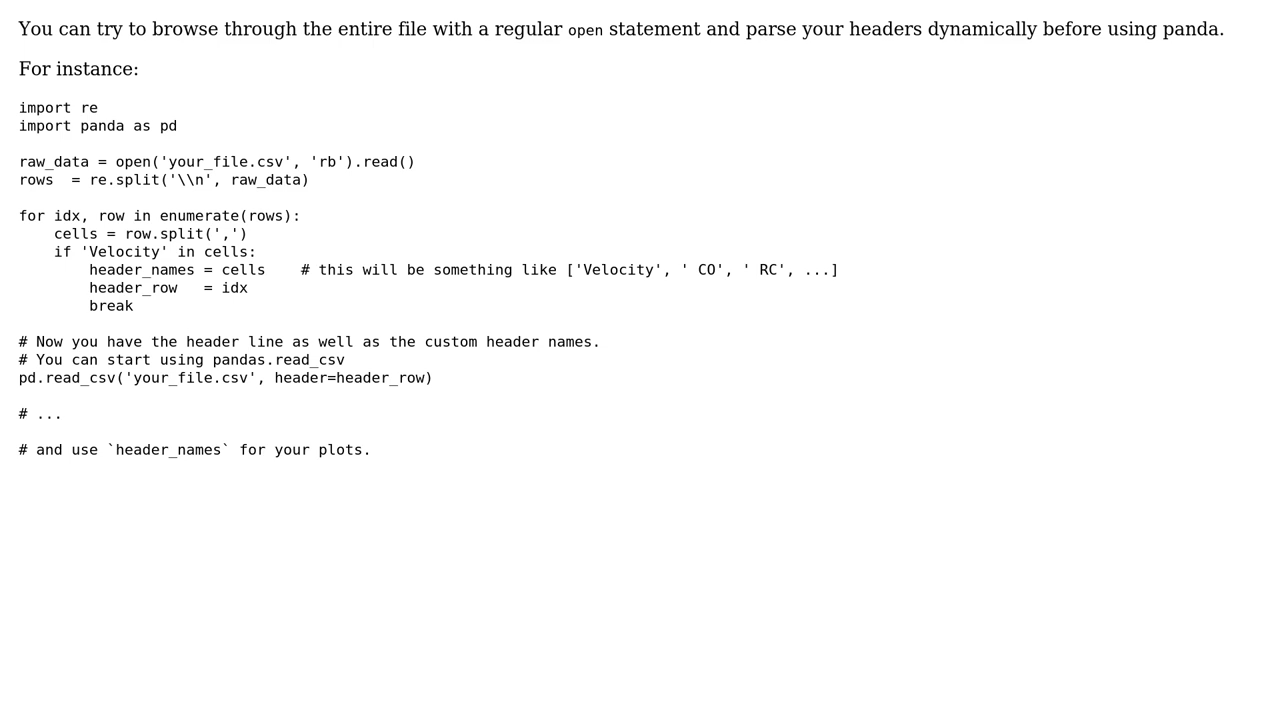 You can try to browse through the entire file with a regular open statement and parse your headers dynamically before using panda.
For instance:
import re
import panda as pd
raw_data = open('your_file.csv', 'rb').read()
rows  = re.split('\\n', raw_data)
for idx, row in enumerate(rows):
    cells = row.split(',')
    if 'Velocity' in cells:
        header_names = cells    # this will be something like ['Velocity', ' CO', ' RC', ...]
        header_row   = idx
        break
# Now you have the header line as well as the custom header names.
# You can start using pandas.read_csv
pd.read_csv('your_file.csv', header=header_row)
# ...
# and use `header_names` for your plots.